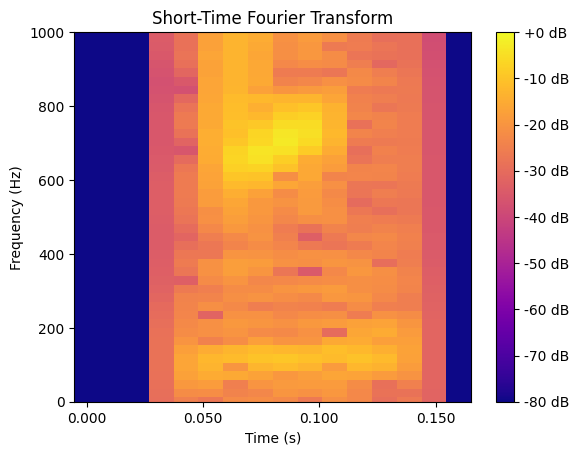 Short-Time Fourier Transform
Frequency (Hz)
1000
800
600
400
200
0
0.000
0.050
0.100
0.150
Time (s)
+0 dB
-10 dB
-20 dB
-30 dB
-40 dB
-50 dB
-60 dB
-70 dB
-80 dB